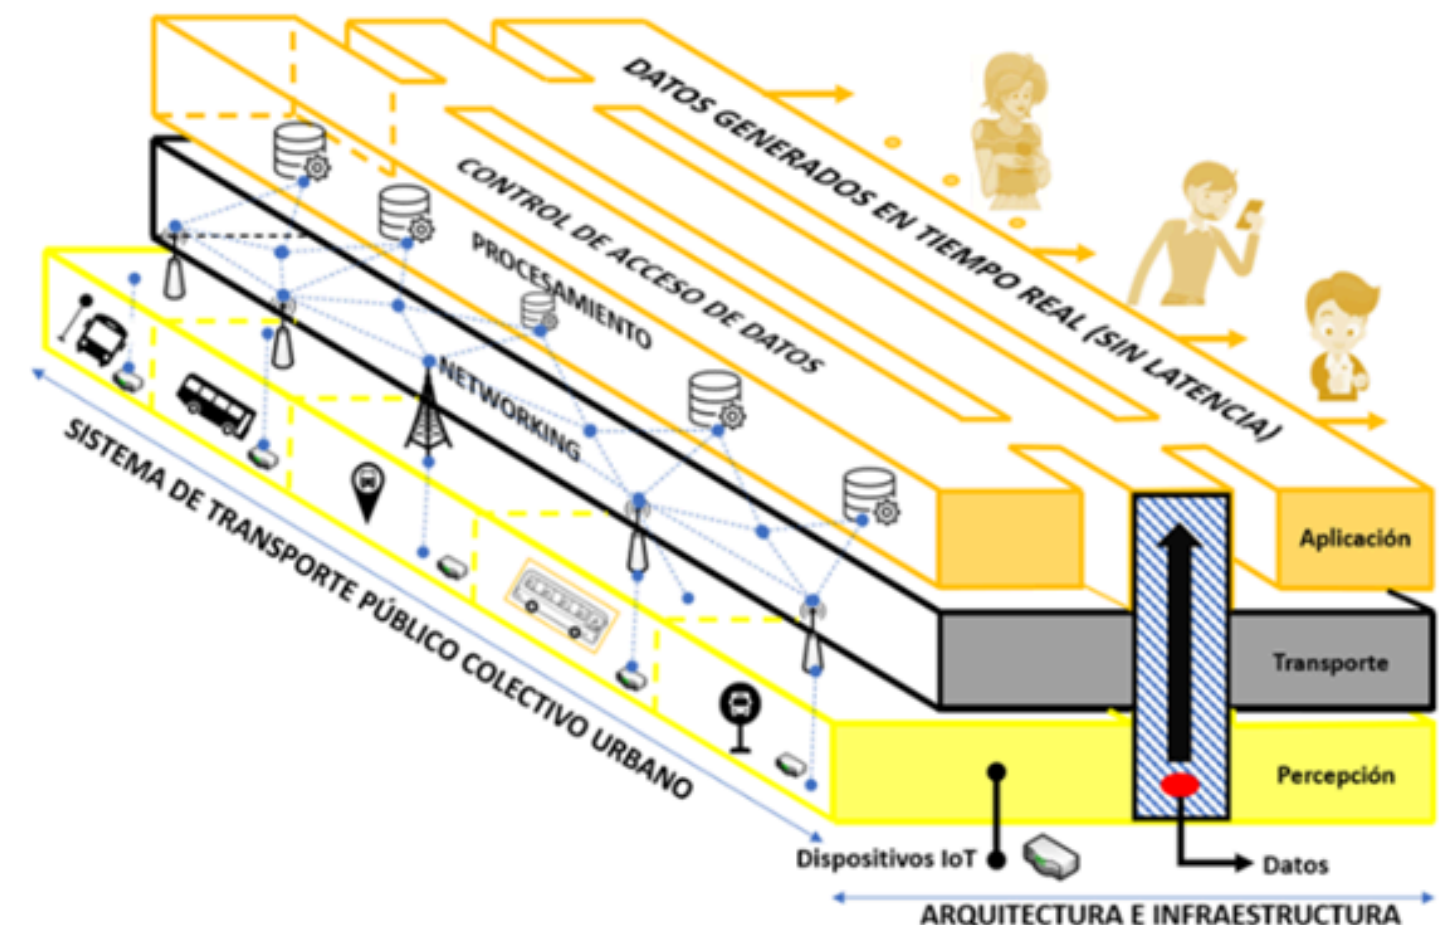 DATOS GENERADOS EN TIEMPO REAL (SIN LATENCIA)
CONTROL DE ACCESO DE DATOS
PROCESAMIENTO
NETWORKING
SISTEMA DE TRANSPORTE PÚBLICO COLECTIVO URBANO
Aplicación
Transporte
Percepción
Dispositivos IoT
Datos
ARQUITECTURA E INFRAESTRUCTURA